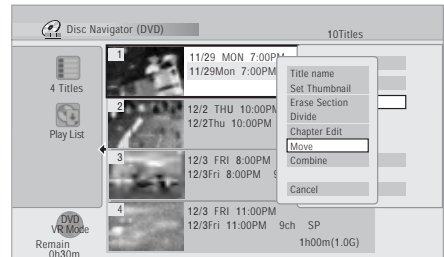 Disc Navigator (DVD)
10Titles
4 Titles
Play List
DVD
VR Mode
Remain
0h30m
1
11/29 MON 7:00PM
11/29Mon 7:00PM
2
12/2 THU 10:00PM
12/2Thu 10:00PM
3
12/3 FRI 8:00PM
12/3Fri 8:00PM 9
4
12/3 FRI 11:00PM
12/3Fri 11:00PM 9ch SP
1h00m(1.0G)
Title name
Set Thumbnail
Erase Section
Divide
Chapter Edit
Move
Combine
Cancel